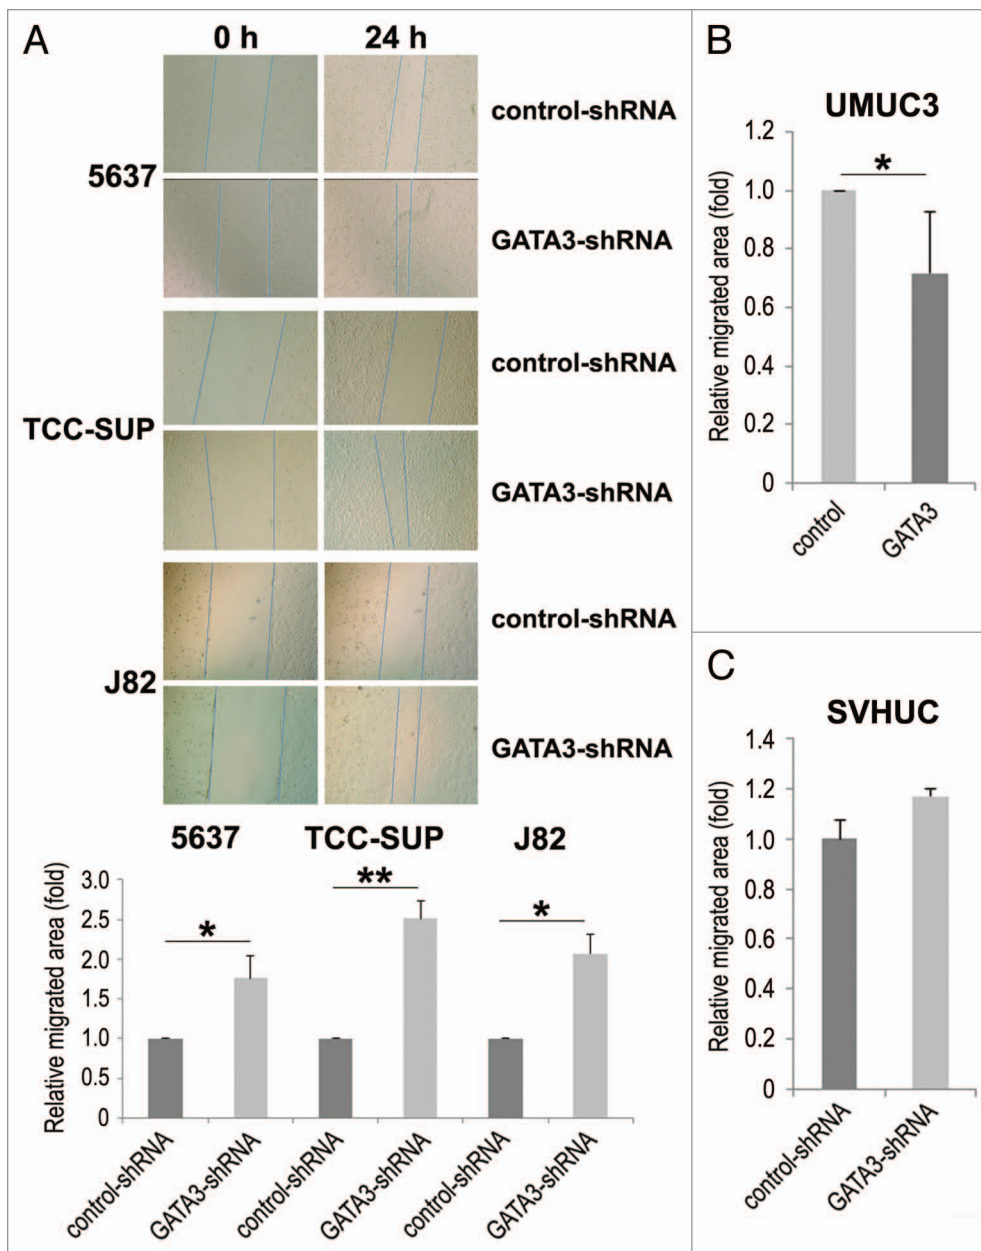 A
0 h 24 h
5637
control-shRNA
GATA3-shRNA
TCC-SUP
control-shRNA
GATA3-shRNA
J82
control-shRNA
GATA3-shRNA
5637 TCC-SUP J82
Relative migrated area (fold)
3.0
2.5
2.0
1.5
1.0
0.5
0
* ** *
control-shRNA
GATA3-shRNA
control-shRNA
GATA3-shRNA
control-shRNA
GATA3-shRNA
B
UMUC3
Relative migrated area (fold)
1.2
1.0
0.8
0.6
0.4
0.2
0
*
control
GATA3
C
SVHUC
Relative migrated area (fold)
1.4
1.2
1.0
0.8
0.6
0.4
0.2
0
control-shRNA
GATA3-shRNA